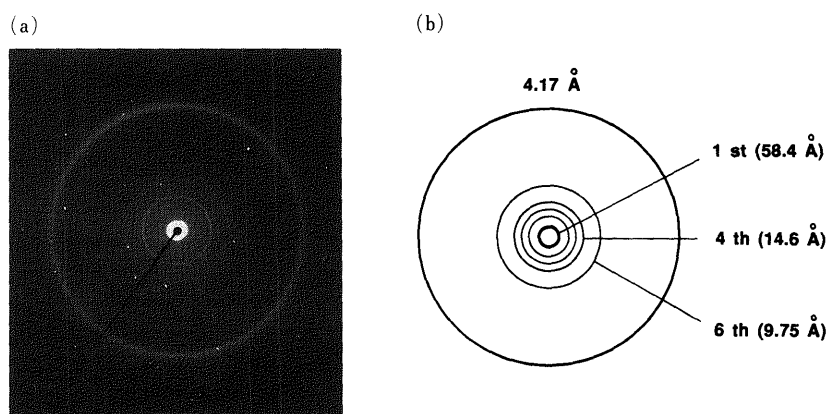 (a)
(b)
4.17 Å
1 st (58.4 Å)
4 th (14.6 Å)
6 th (9.75 Å)